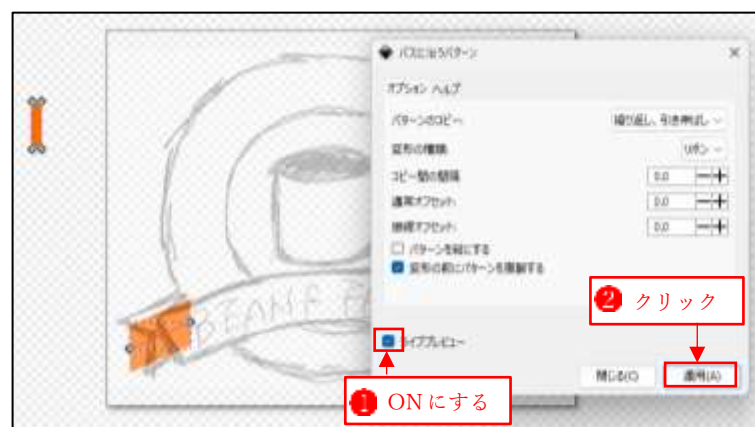 パスに沿うパターン
オプション ヘルプ
パターンのコピー: 繰り返し、引き伸ばし
変形の種類 リボン
コピー間の間隔 0.0
通常オフセット: 0.0
接線オフセット: 0.0
パターンを縦にする
変形の前にパターンを複製する
2 クリック
ライブプレビュー
閉じる(C) 適用(A)
1 ONにする
BEANE